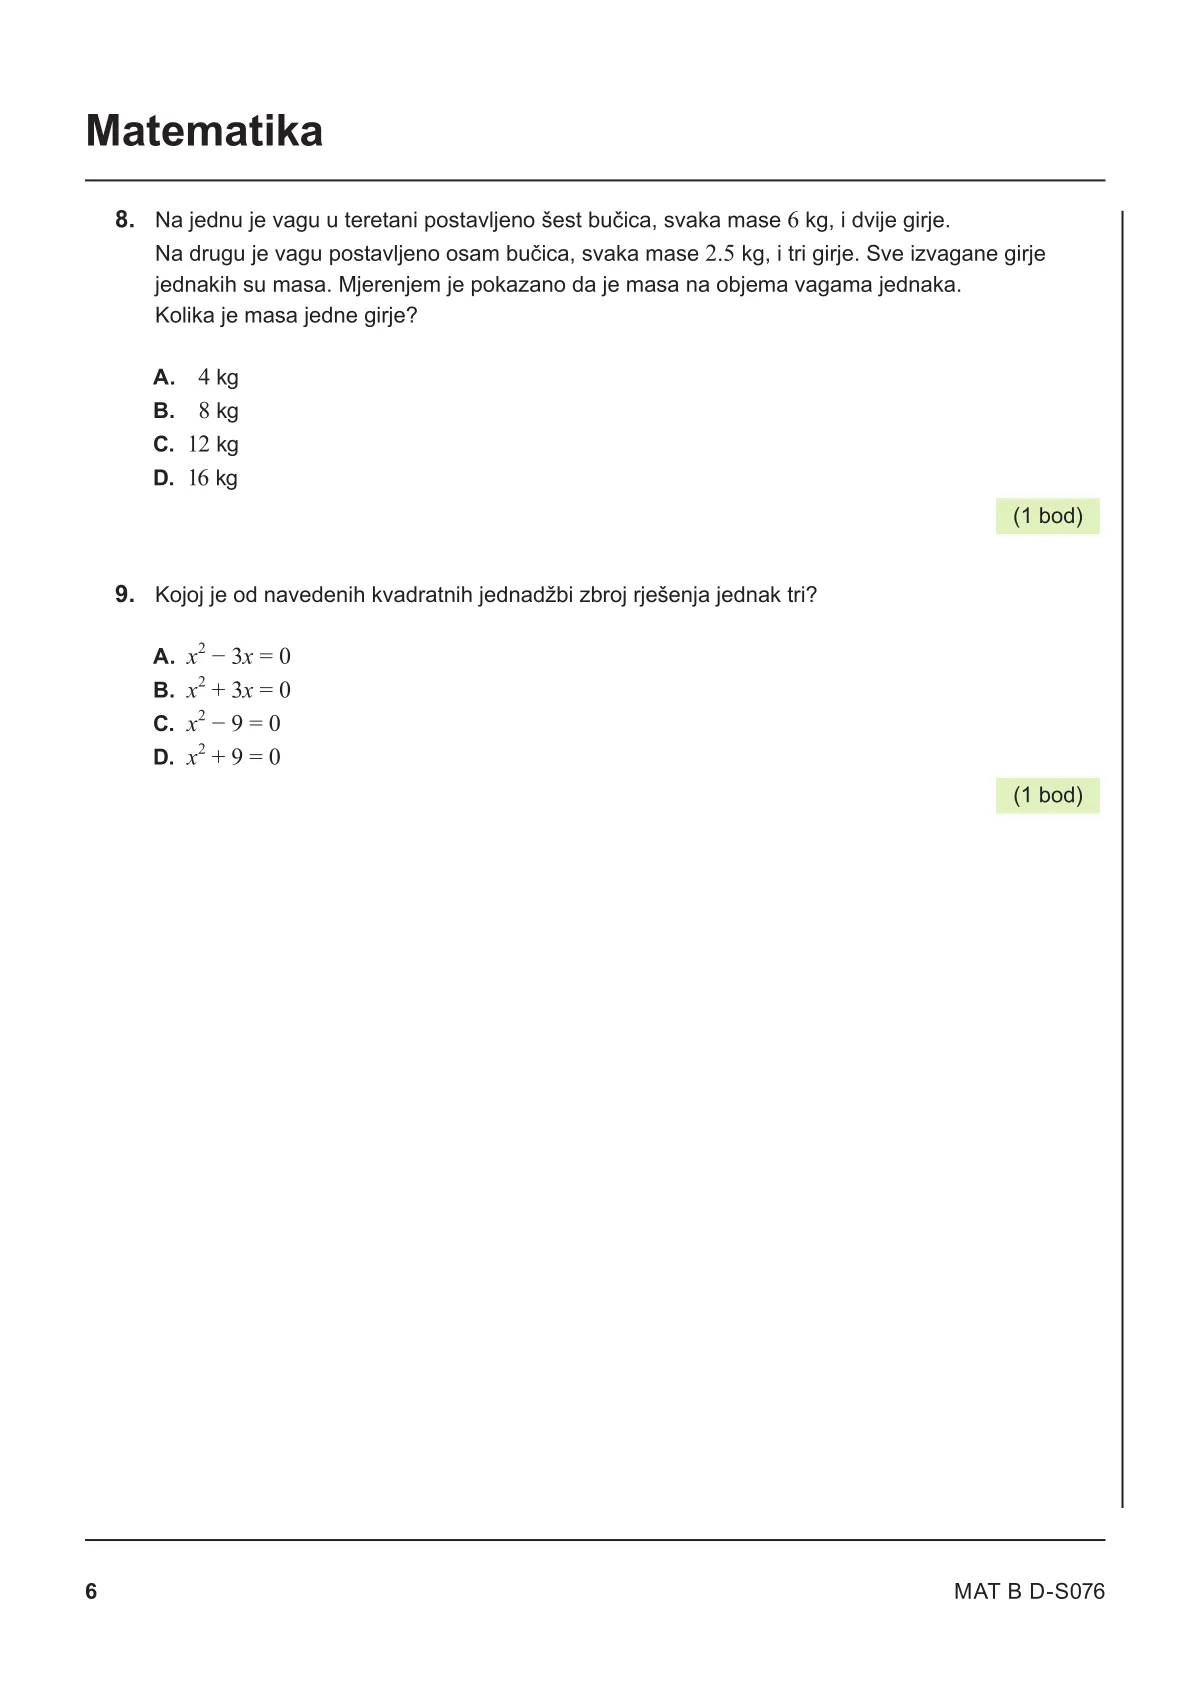 Matematika
8. Na jednu je vagu u teretani postavljeno šest bučica, svaka mase 6 kg, i dvije girje.
Na drugu je vagu postavljeno osam bučica, svaka mase 2.5 kg, i tri girje. Sve izvagane girje
jednakih su masa. Mjerenjem je pokazano da je masa na objema vagama jednaka.
Kolika je masa jedne girje?
A. 4 kg
B. 8 kg
C. 12 kg
D. 16 kg
(1 bod)
9. Kojoj je od navedenih kvadratnih jednadžbi zbroj rješenja jednak tri?
A. x² − 3x = 0
B. x² + 3x = 0
C. x² − 9 = 0
D. x² + 9 = 0
(1 bod)
6 MAT B D-S076